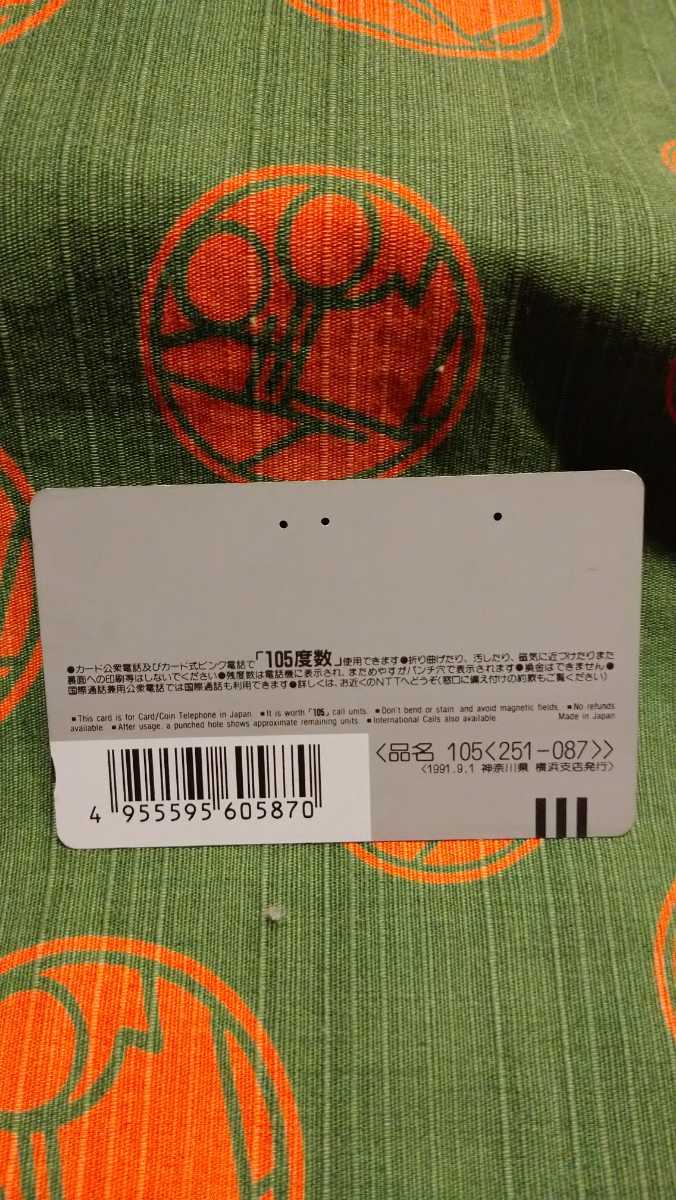 ●カード公衆電話及びカード式ピンク電話で「105度数」使用できます●折り曲げたり、汚したり、磁気に近づけたりまた
裏面への印刷等はしないでください●残度数は電話機に表示され、まためやすがパンチ穴で表示されます●換金はできません●
国際通話兼用公衆電話では国際通話も利用できます●詳しくは、お近くのNTTへどうぞ(窓口に備え付けの約款もご覧ください)
■This card is for Card/Coin Telephone in Japan ■It is worth「105」call units. ■Don't bend or stain and avoid magnetic fields. ■No refunds
available ■After usage, a punched hole shows approximate remaining units. ■International Calls also available Made in Japan
〈品名 105〈251-087〉〉
〈1991.9.1 神奈川県 横浜支店発行〉
4 955595 605870